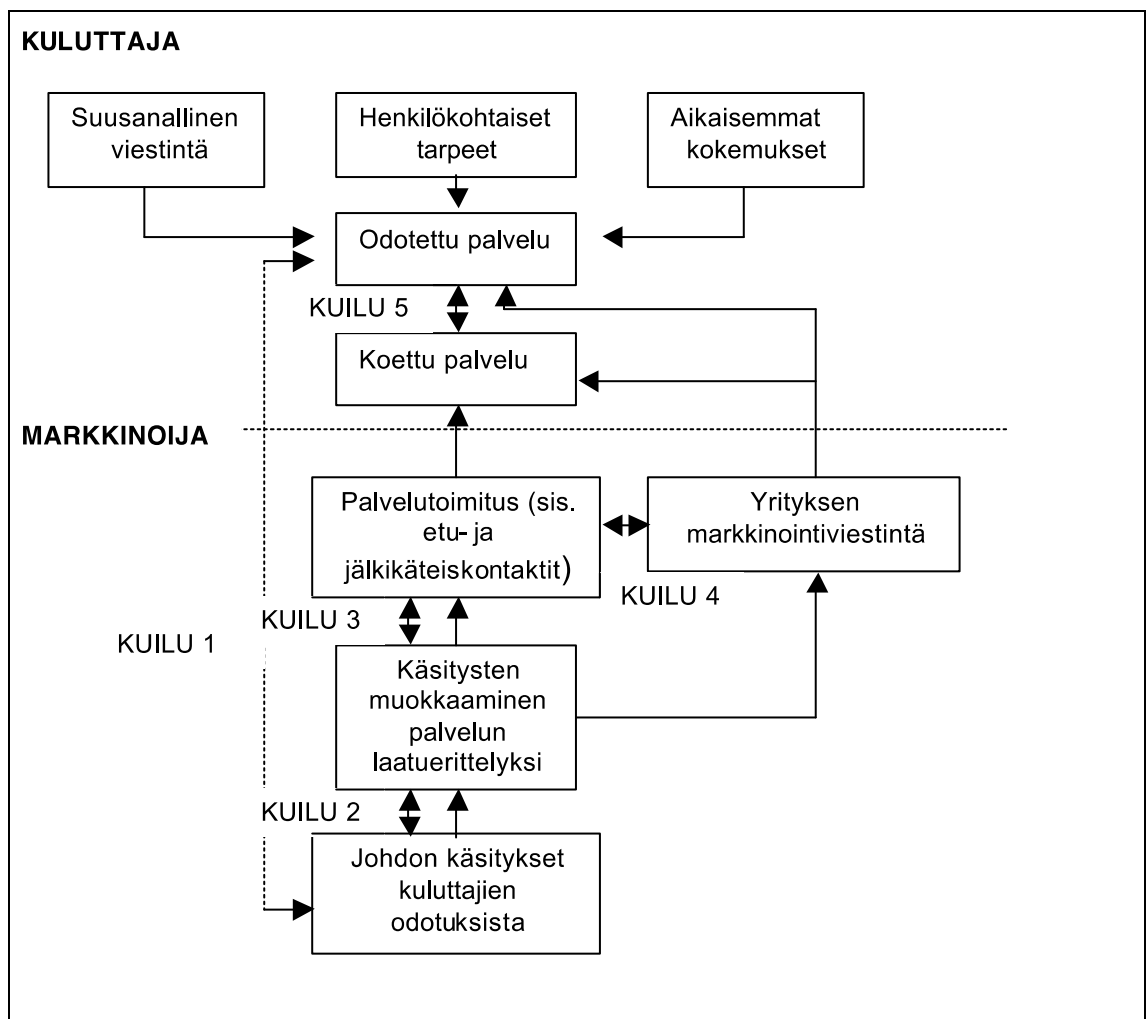 KULUTTAJA
Suusanallinen
viestintä
Henkilökohtaiset
tarpeet
Aikaisemmat
kokemukset
Odotettu palvelu
KUILU 5
Koettu palvelu
MARKKINOIJA
Palvelutoimitus (sis.
etu- ja
jälkikäteiskontaktit)
Yrityksen
markkinointiviestintä
KUILU 4
KUILU 3
KUILU 1
Käsitysten
muokkaaminen
palvelun
laatuerittelyksi
KUILU 2
Johdon käsitykset
kuluttajien
odotuksista